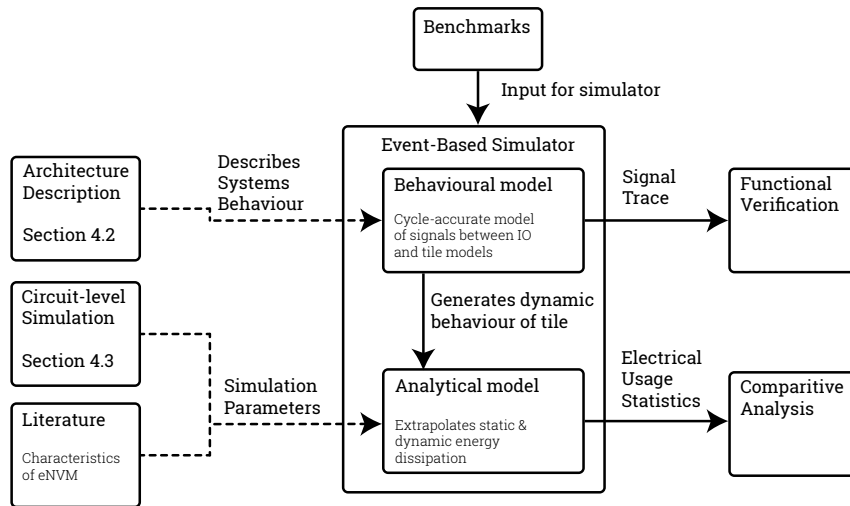 Benchmarks
Input for simulator
Event-Based Simulator
Architecture
Description
Section 4.2
Describes
Systems
Behaviour
Behavioural model
Cycle-accurate model
of signals between IO
and tile models
Signal
Trace
Functional
Verification
Circuit-level
Simulation
Section 4.3
Generates dynamic
behaviour of tile
Literature
Characteristics
of eNVM
Simulation
Parameters
Analytical model
Extrapolates static &
dynamic energy
dissipation
Electrical
Usage
Statistics
Comparitive
Analysis